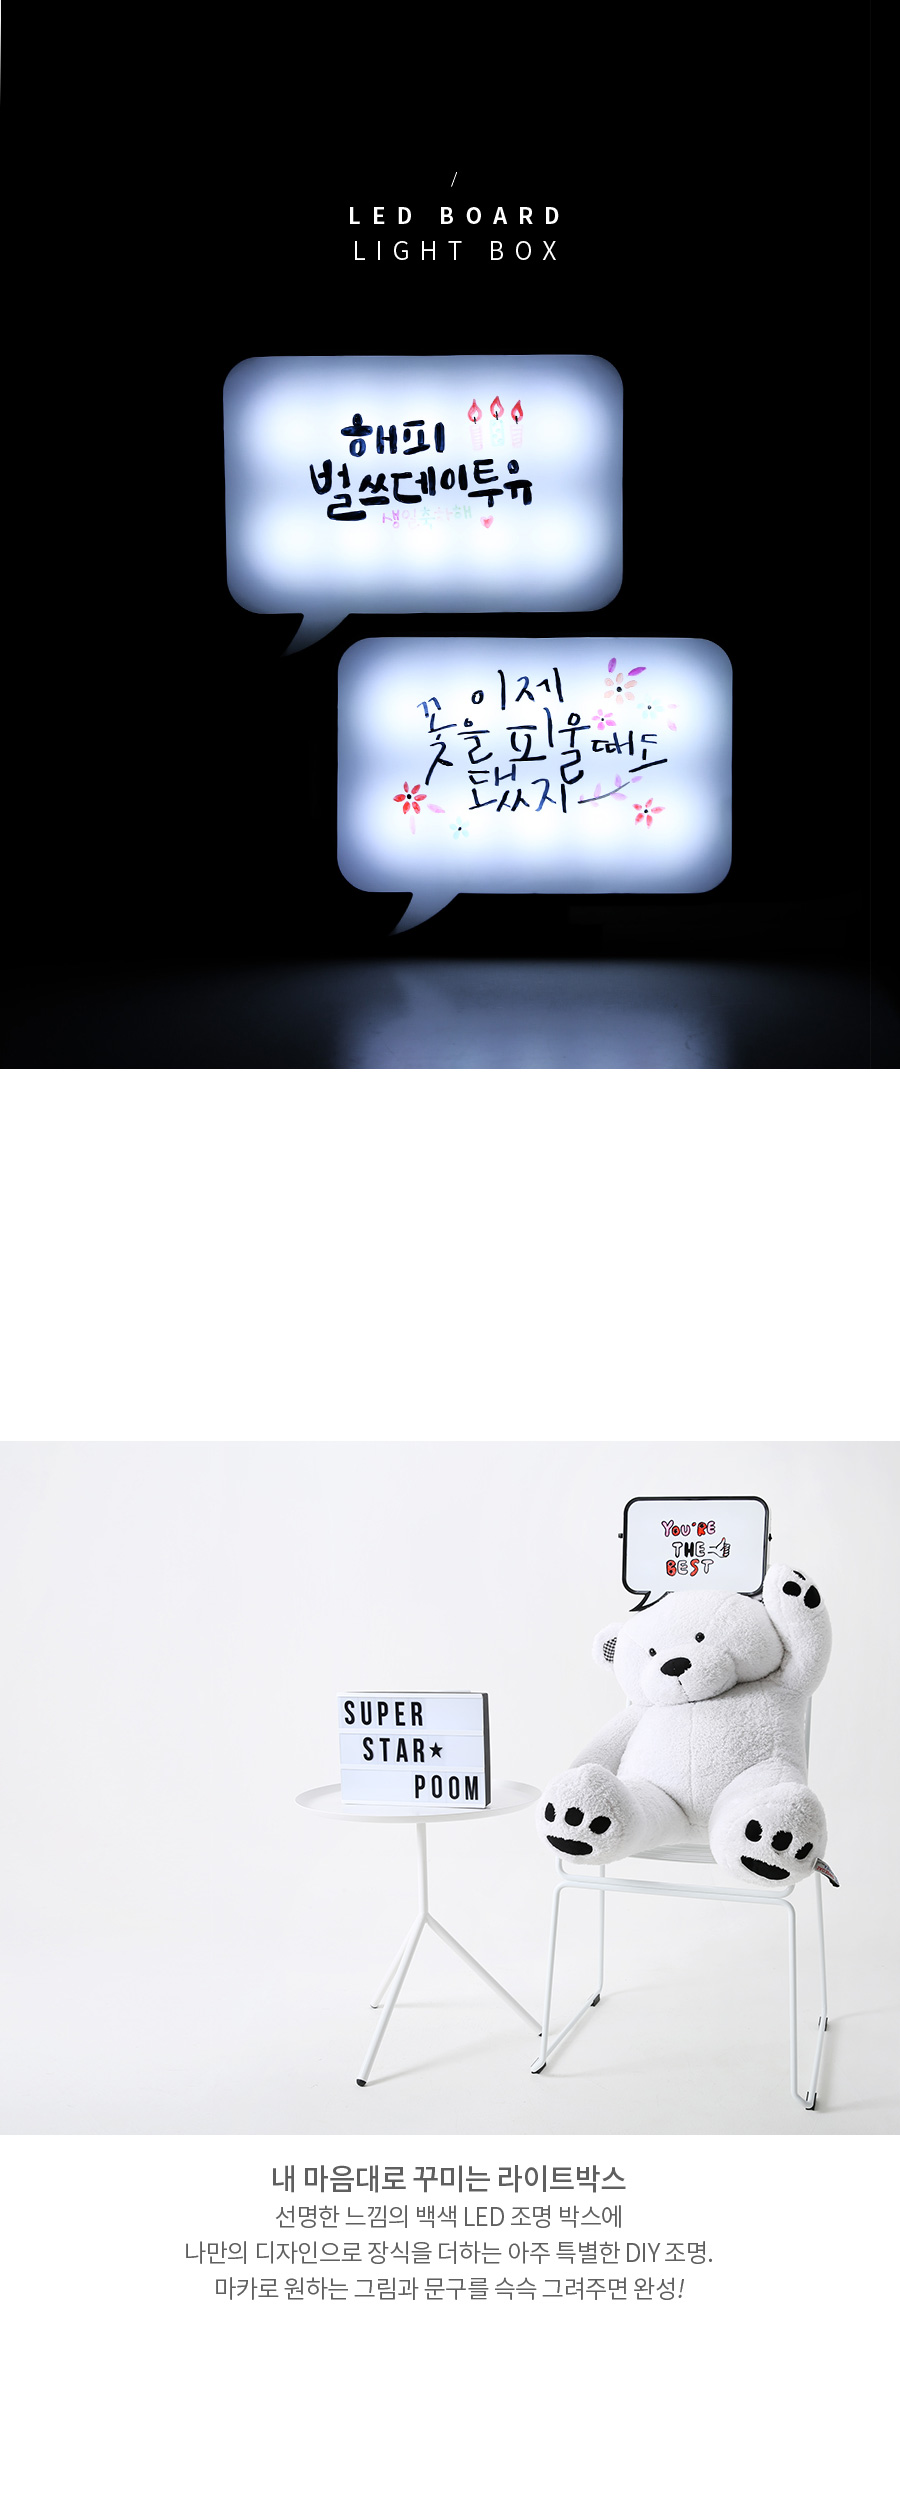 /
LED BOARD
LIGHT BOX
해피
벌쓰데이투유
생일축하해
이제
꽃을 피울때도
됐쓰지
YOU'RE
THE
BEST
SUPER
STAR★
POOM
내 마음대로 꾸미는 라이트박스
선명한 느낌의 백색 LED 조명 박스에
나만의 디자인으로 장식을 더하는 아주 특별한 DIY 조명.
마카로 원하는 그림과 문구를 슥슥 그려주면 완성!